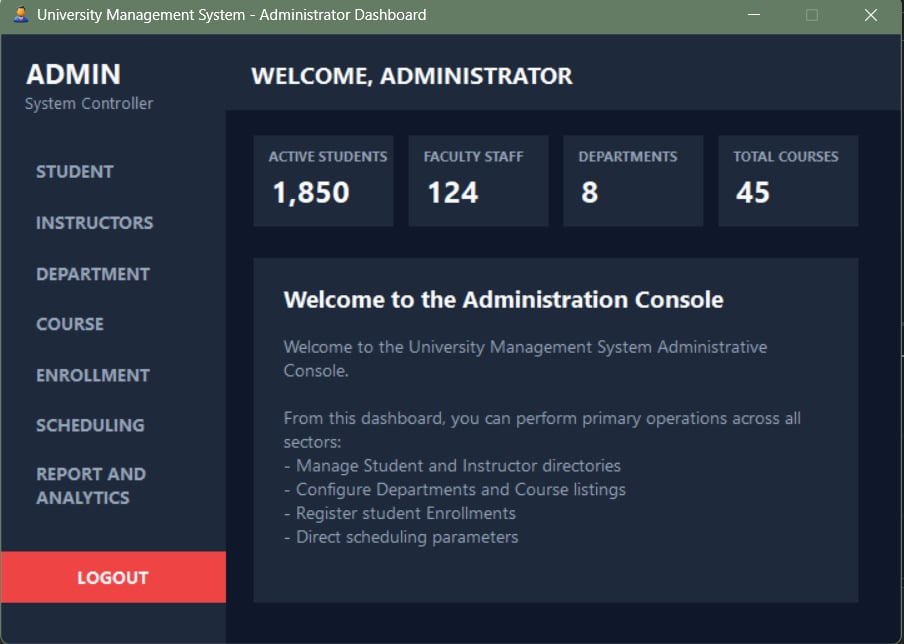 University Management System - Administrator Dashboard
ADMIN
System Controller
WELCOME, ADMINISTRATOR
STUDENT
INSTRUCTORS
DEPARTMENT
COURSE
ENROLLMENT
SCHEDULING
REPORT AND
ANALYTICS
LOGOUT
ACTIVE STUDENTS
1,850
FACULTY STAFF
124
DEPARTMENTS
8
TOTAL COURSES
45
Welcome to the Administration Console
Welcome to the University Management System Administrative
Console.
From this dashboard, you can perform primary operations across all
sectors:
- Manage Student and Instructor directories
- Configure Departments and Course listings
- Register student Enrollments
- Direct scheduling parameters